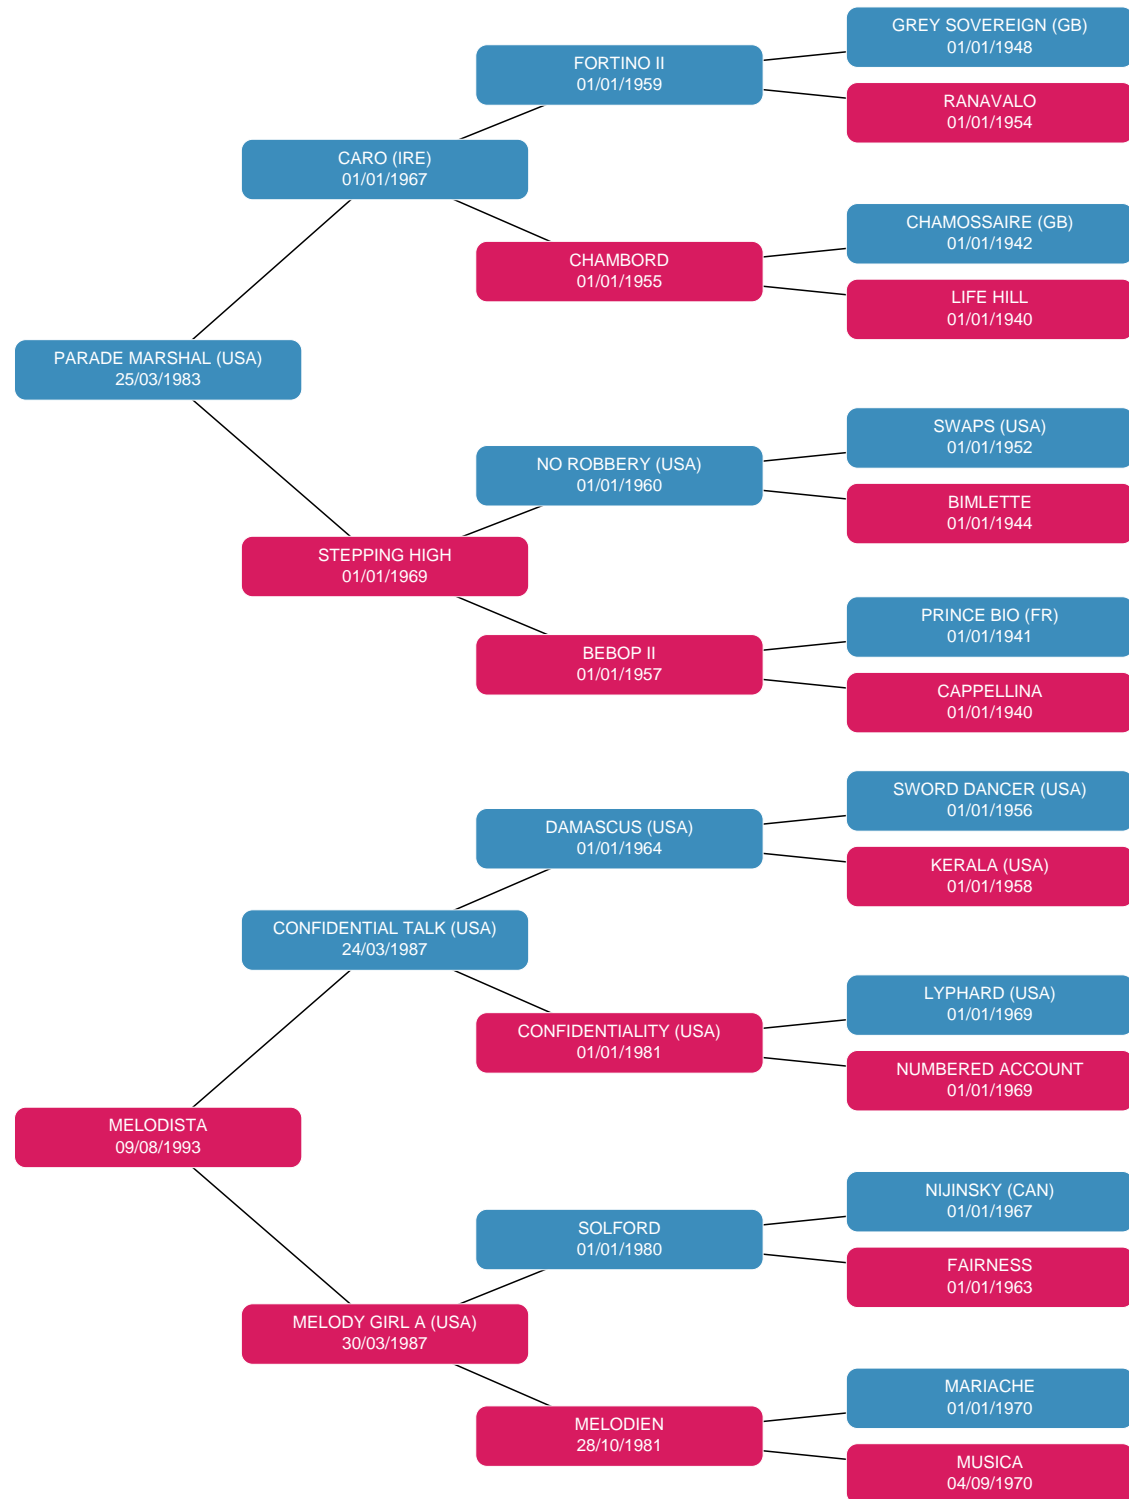 GREY SOVEREIGN (GB)
01/01/1948
FORTINO II
01/01/1959
RANAVALO
01/01/1954
CARO (IRE)
01/01/1967
CHAMOSSAIRE (GB)
01/01/1942
CHAMBORD
01/01/1955
LIFE HILL
01/01/1940
PARADE MARSHAL (USA)
25/03/1983
SWAPS (USA)
01/01/1952
NO ROBBERY (USA)
01/01/1960
BIMLETTE
01/01/1944
STEPPING HIGH
01/01/1969
PRINCE BIO (FR)
01/01/1941
BEBOP II
01/01/1957
CAPPELLINA
01/01/1940
SWORD DANCER (USA)
01/01/1956
DAMASCUS (USA)
01/01/1964
KERALA (USA)
01/01/1958
CONFIDENTIAL TALK (USA)
24/03/1987
LYPHARD (USA)
01/01/1969
CONFIDENTIALITY (USA)
01/01/1981
NUMBERED ACCOUNT
01/01/1969
MELODISTA
09/08/1993
NIJINSKY (CAN)
01/01/1967
SOLFORD
01/01/1980
FAIRNESS
01/01/1963
MELODY GIRL A (USA)
30/03/1987
MARIACHE
01/01/1970
MELODIEN
28/10/1981
MUSICA
04/09/1970